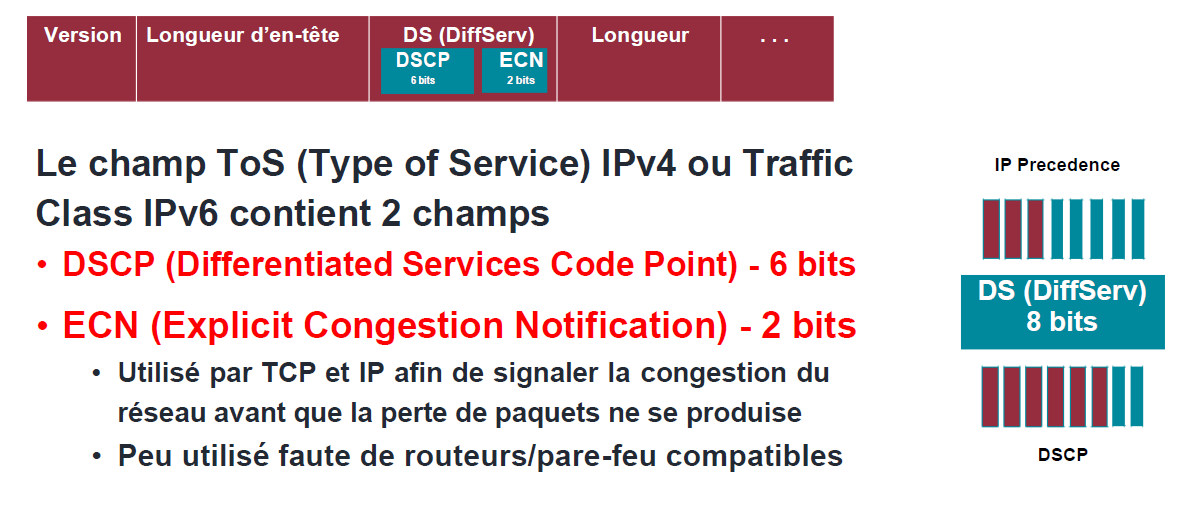 Version Longueur d'en-tête DS (DiffServ) Longueur . . .
DSCP ECN
6 bits 2 bits
Le champ ToS (Type of Service) IPv4 ou Traffic
Class IPv6 contient 2 champs
• DSCP (Differentiated Services Code Point) - 6 bits
• ECN (Explicit Congestion Notification) - 2 bits
• Utilisé par TCP et IP afin de signaler la congestion du
réseau avant que la perte de paquets ne se produise
• Peu utilisé faute de routeurs/pare-feu compatibles
IP Precedence
DS (DiffServ)
8 bits
DSCP